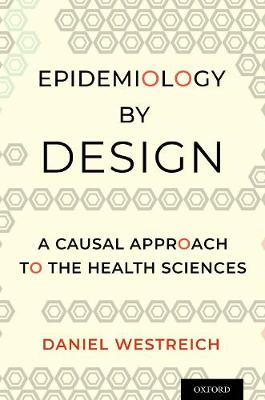 EPIDEMIOLOGY
BY
DESIGN
A CAUSAL APPROACH
TO THE HEALTH SCIENCES
DANIEL WESTREICH
OXFORD